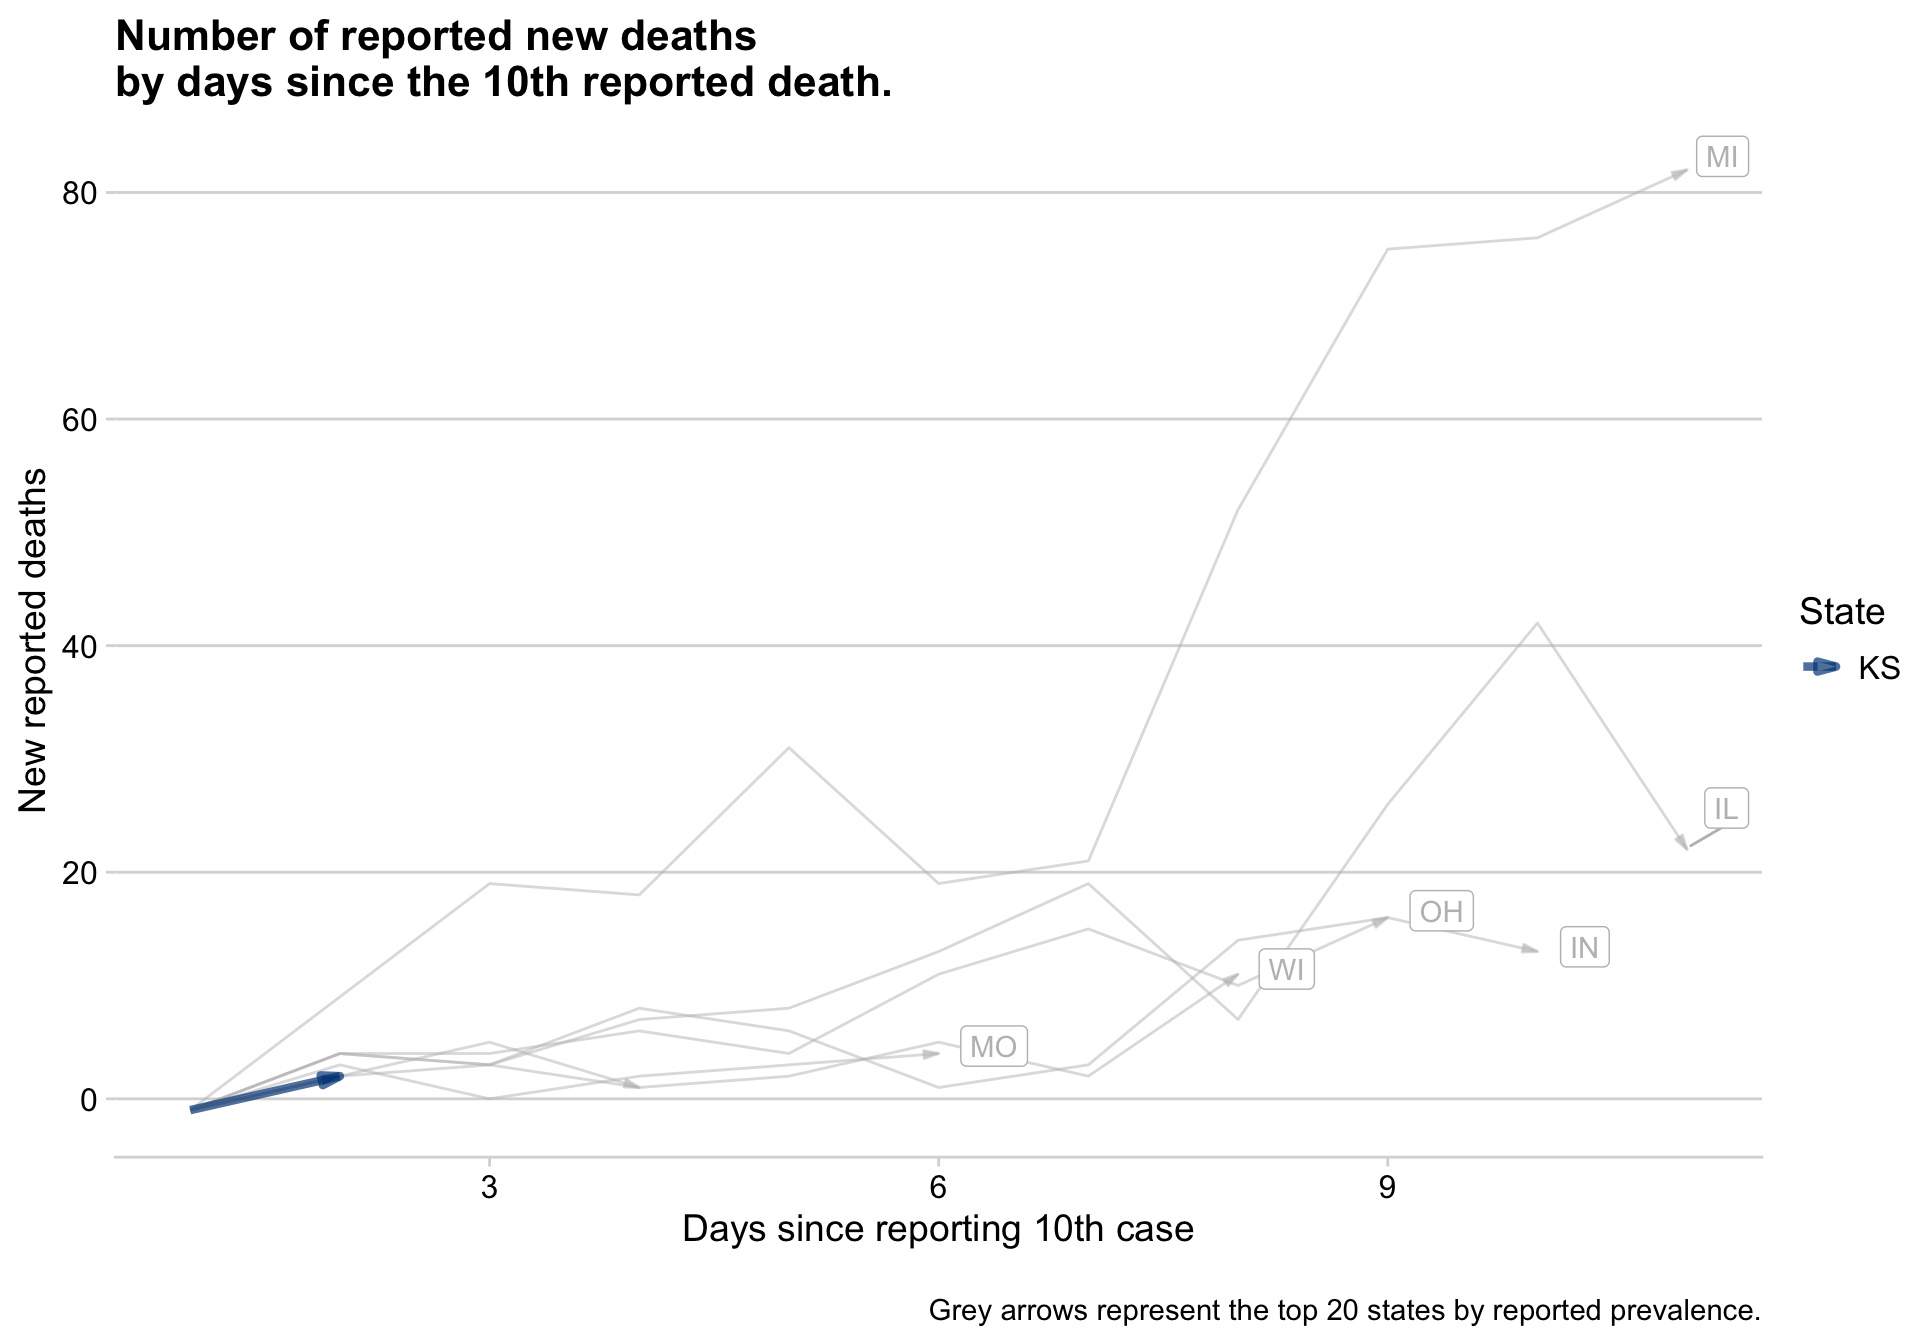 Number of reported new deaths
by days since the 10th reported death.
MI
80
60
New reported deaths
40
State
KS
IL
20
OH
IN
WI
MO
0
3
6
9
Days since reporting 10th case
Grey arrows represent the top 20 states by reported prevalence.